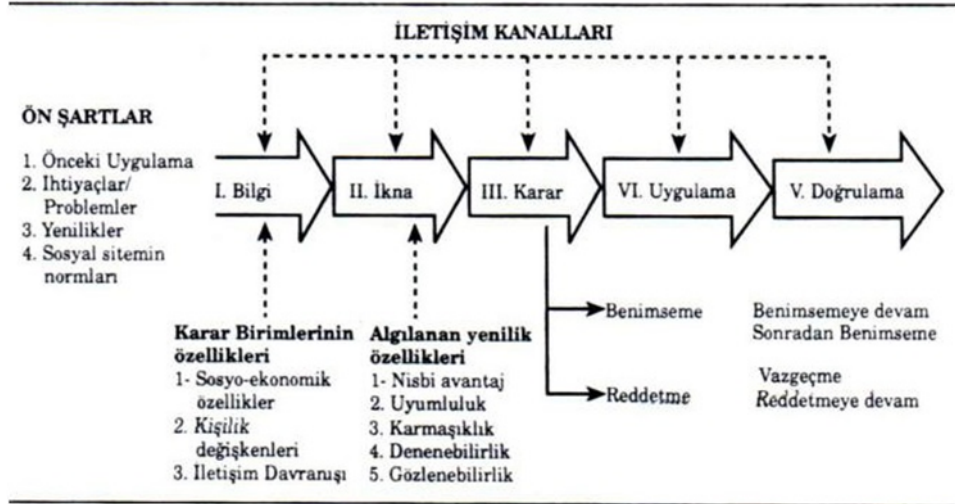 İLETİŞİM KANALLARI
ÖN ŞARTLAR
1. Önceki Uygulama
2. Ihtiyaçlar/
Problemler
3. Yenilikler
4. Sosyal sitemin
normları
I. Bilgi
II. İkna
III. Karar
VI. Uygulama
V. Doğrulama
Karar Birimlerinin
özellikleri
1- Sosyo-ekonomik
özellikler
2. Kişilik
değişkenleri
3. İletişim Davranışı
Algılanan yenilik
özellikleri
1- Nisbi avantaj
2. Uyumluluk
3. Karmaşıklık
4. Denenebilirlik
5. Gözlenebilirlik
Benimseme
Reddetme
Benimsemeye devam
Sonradan Benimseme
Vazgeçme
Reddetmeye devam